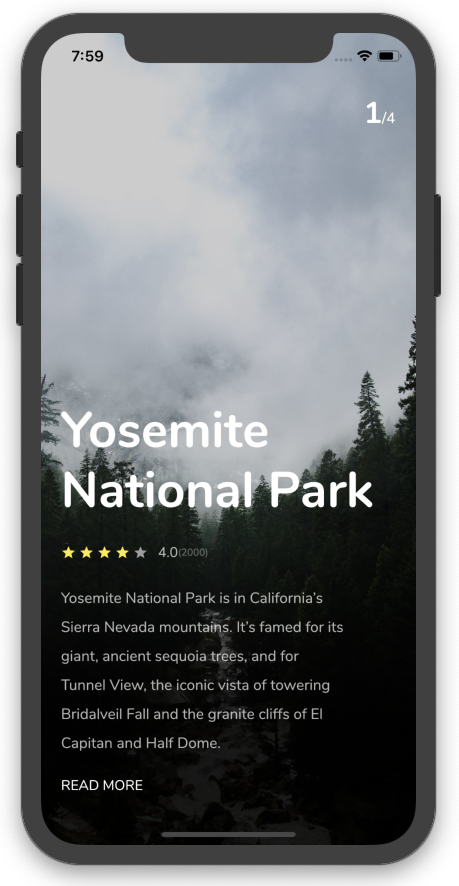 7:59
1/4
Yosemite
National Park
4.0(2000)
Yosemite National Park is in California's
Sierra Nevada mountains. It's famed for its
giant, ancient sequoia trees, and for
Tunnel View, the iconic vista of towering
Bridalveil Fall and the granite cliffs of El
Capitan and Half Dome.
READ MORE